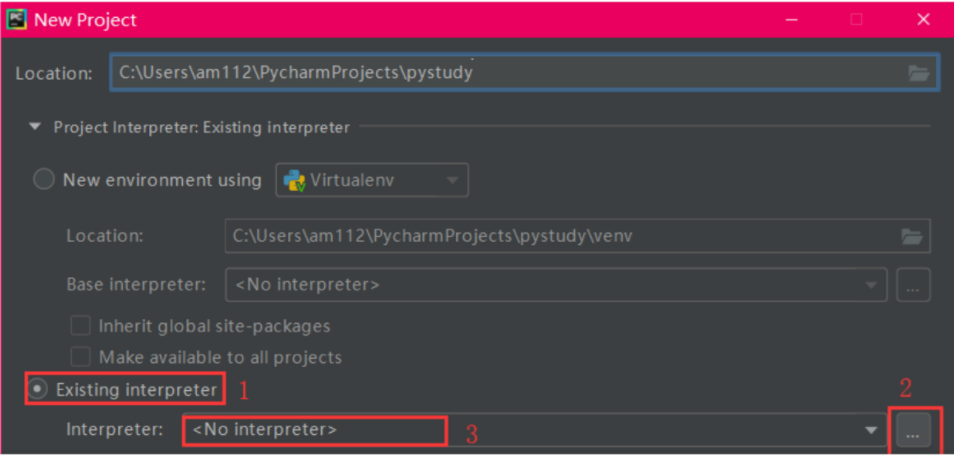 New Project
Location: C:\Users\am112\PycharmProjects\pystudy
Project Interpreter: Existing interpreter
New environment using Virtualenv
Location: C:\Users\am112\PycharmProjects\pystudy\venv
Base interpreter: <No interpreter> ...
Inherit global site-packages
Make available to all projects
Existing interpreter 1 2
Interpreter: <No interpreter> 3 ...